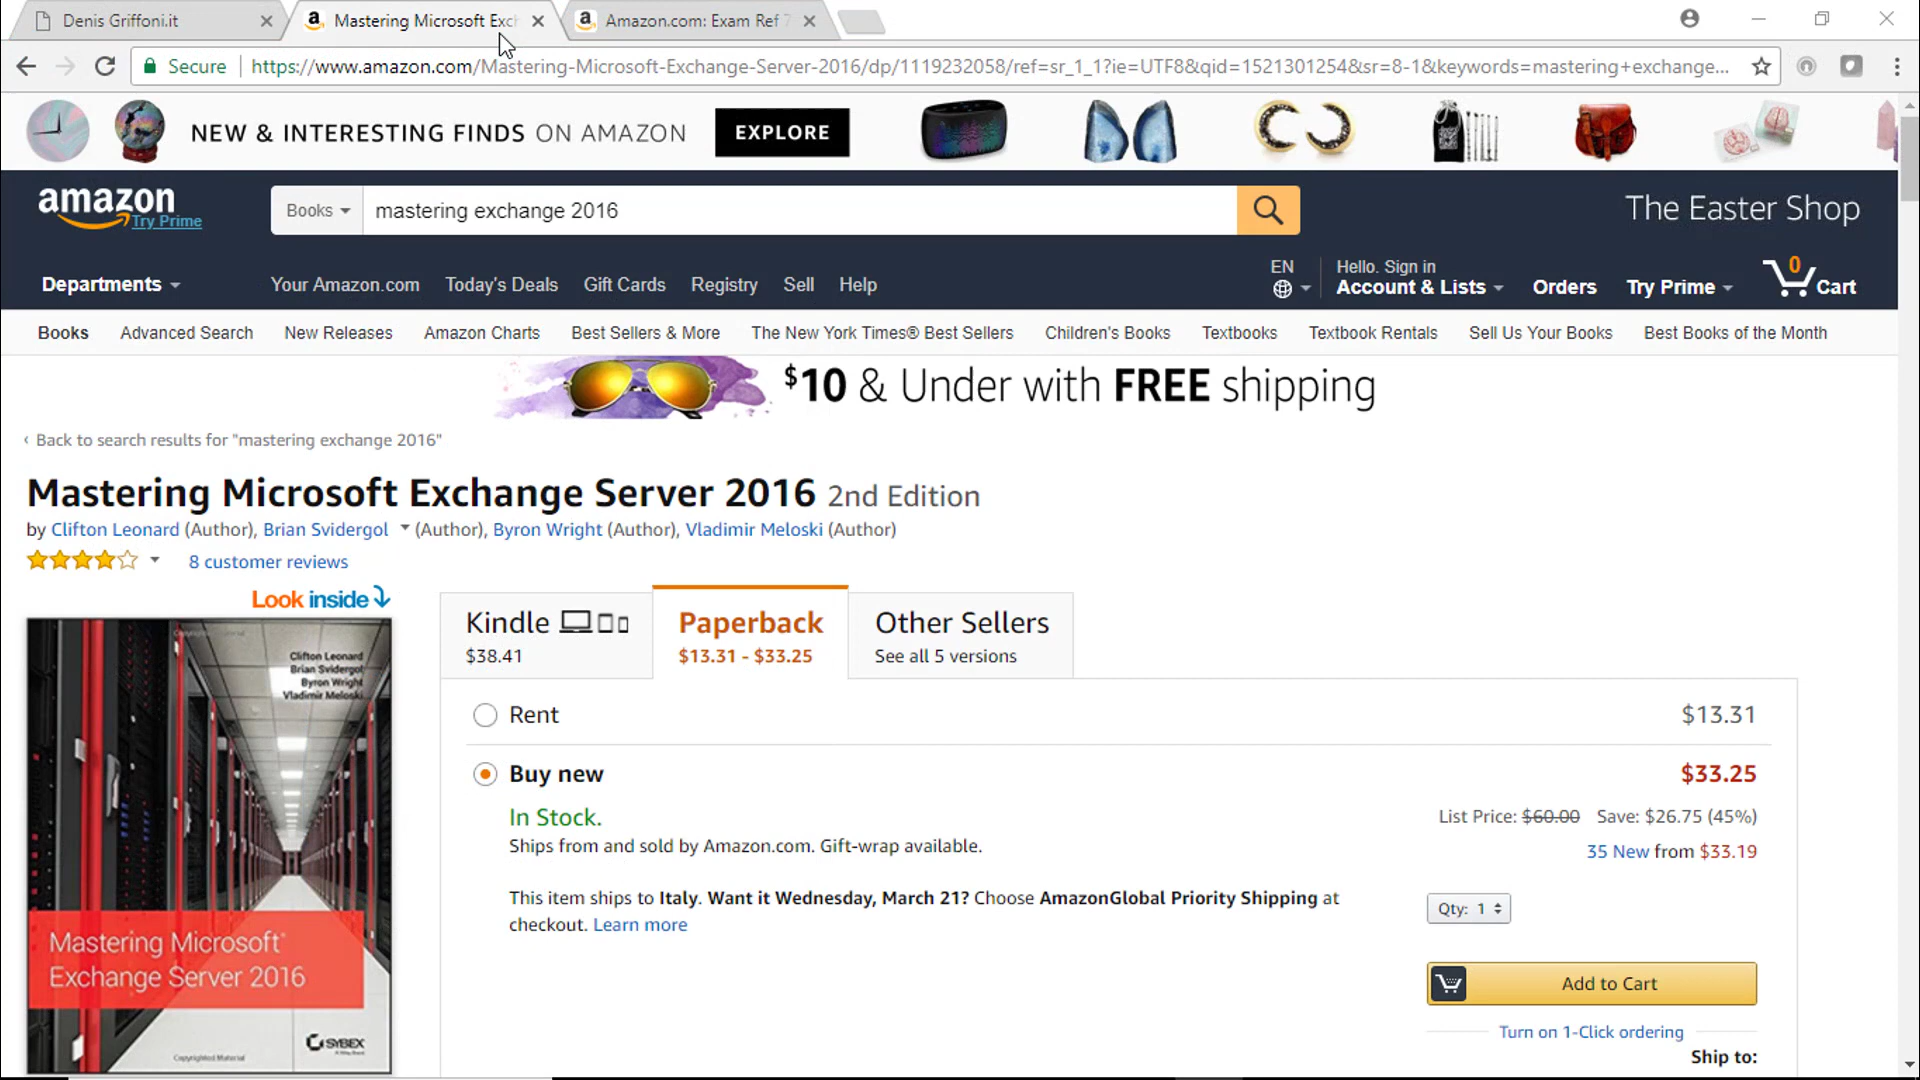 Denis Griffoni.it
Mastering Microsoft Exch
Amazon.com: Exam Ref 7
Secure
https://www.amazon.com/Mastering-Microsoft-Exchange-Server-2016/dp/1119232058/ref=sr_1_1?ie=UTF8&qid=1521301254&sr=8-1&keywords=mastering+exchange...
NEW & INTERESTING FINDS ON AMAZON
EXPLORE
amazon
Try Prime
Books
mastering exchange 2016
The Easter Shop
Departments
Your Amazon.com
Today's Deals
Gift Cards
Registry
Sell
Help
EN
Hello. Sign in
Account & Lists
Orders
Try Prime
0
Cart
Books
Advanced Search
New Releases
Amazon Charts
Best Sellers & More
The New York Times® Best Sellers
Children's Books
Textbooks
Textbook Rentals
Sell Us Your Books
Best Books of the Month
$10 & Under with FREE shipping
‹ Back to search results for "mastering exchange 2016"
Mastering Microsoft Exchange Server 2016 2nd Edition
by Clifton Leonard (Author), Brian Svidergol (Author), Byron Wright (Author), Vladimir Meloski (Author)
8 customer reviews
Look inside
Clifton Leonard
Brian Svidergol
Byron Wright
Vladimir Meloski
Mastering Microsoft®
Exchange Server 2016
SYBEX
Copyrighted Material
Kindle
$38.41
Paperback
$13.31 - $33.25
Other Sellers
See all 5 versions
Rent
$13.31
Buy new
$33.25
In Stock.
Ships from and sold by Amazon.com. Gift-wrap available.
List Price: $60.00 Save: $26.75 (45%)
35 New from $33.19
This item ships to Italy. Want it Wednesday, March 21? Choose AmazonGlobal Priority Shipping at
checkout. Learn more
Qty: 1
Add to Cart
Turn on 1-Click ordering
Ship to: